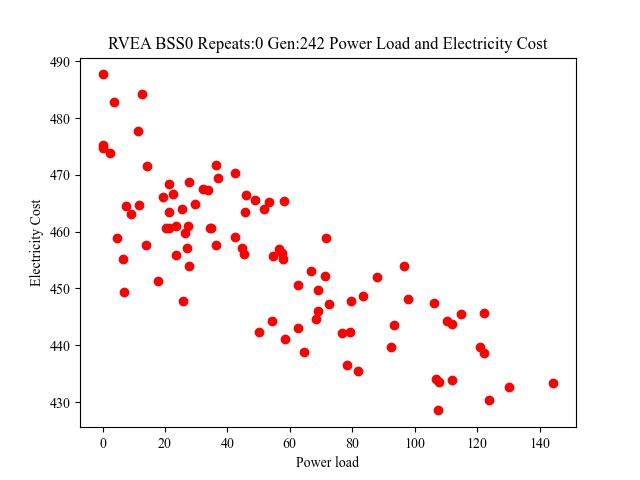 RVEA BSS0 Repeats:0 Gen:242 Power Load and Electricity Cost
490
480
470
460
450
440
430
Electricity Cost
0 20 40 60 80 100 120 140
Power load